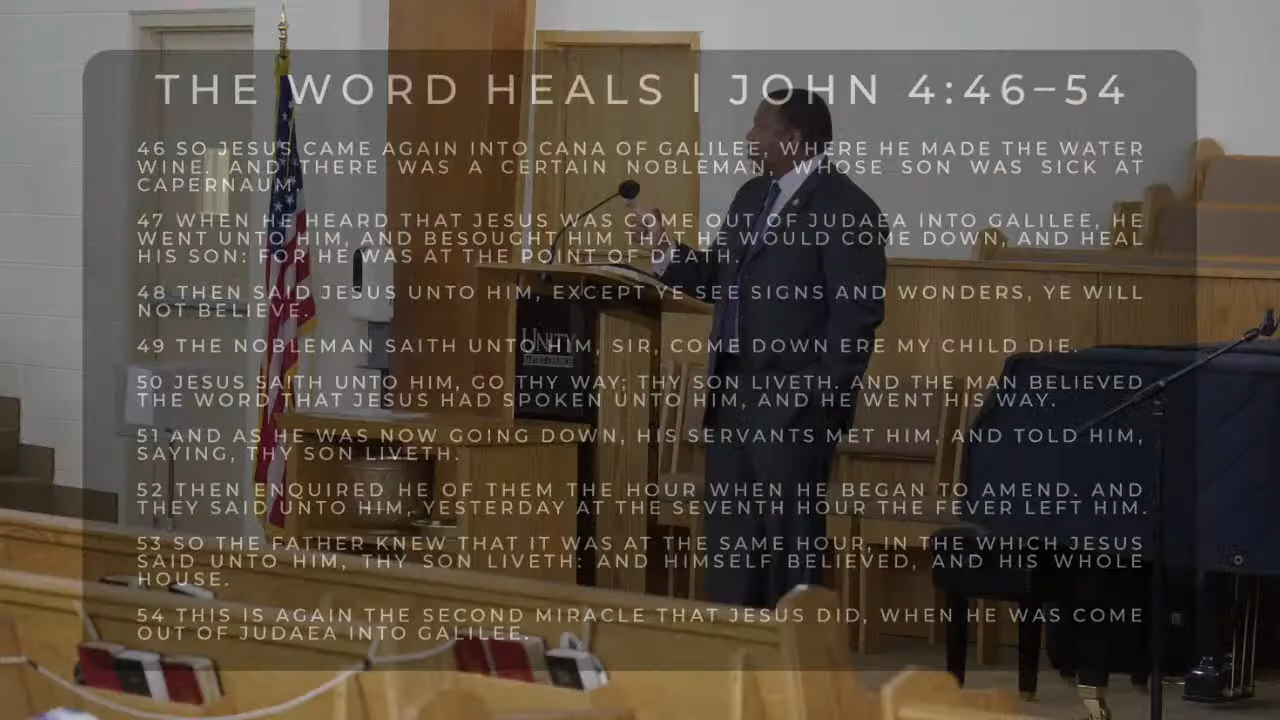 THE WORD HEALS | JOHN 4:46–54
46 SO JESUS CAME AGAIN INTO CANA OF GALILEE, WHERE HE MADE THE WATER
WINE. AND THERE WAS A CERTAIN NOBLEMAN, WHOSE SON WAS SICK AT
CAPERNAUM.
47 WHEN HE HEARD THAT JESUS WAS COME OUT OF JUDAEA INTO GALILEE, HE
WENT UNTO HIM, AND BESOUGHT HIM THAT HE WOULD COME DOWN, AND HEAL
HIS SON: FOR HE WAS AT THE POINT OF DEATH.
48 THEN SAID JESUS UNTO HIM, EXCEPT YE SEE SIGNS AND WONDERS, YE WILL
NOT BELIEVE.
49 THE NOBLEMAN SAITH UNTO HIM, SIR, COME DOWN ERE MY CHILD DIE.
50 JESUS SAITH UNTO HIM, GO THY WAY; THY SON LIVETH. AND THE MAN BELIEVED
THE WORD THAT JESUS HAD SPOKEN UNTO HIM, AND HE WENT HIS WAY.
51 AND AS HE WAS NOW GOING DOWN, HIS SERVANTS MET HIM, AND TOLD HIM,
SAYING, THY SON LIVETH.
52 THEN ENQUIRED HE OF THEM THE HOUR WHEN HE BEGAN TO AMEND. AND
THEY SAID UNTO HIM, YESTERDAY AT THE SEVENTH HOUR THE FEVER LEFT HIM.
53 SO THE FATHER KNEW THAT IT WAS AT THE SAME HOUR, IN THE WHICH JESUS
SAID UNTO HIM, THY SON LIVETH: AND HIMSELF BELIEVED, AND HIS WHOLE
HOUSE.
54 THIS IS AGAIN THE SECOND MIRACLE THAT JESUS DID, WHEN HE WAS COME
OUT OF JUDAEA INTO GALILEE.
UNITY
BAPTIST CHURCH